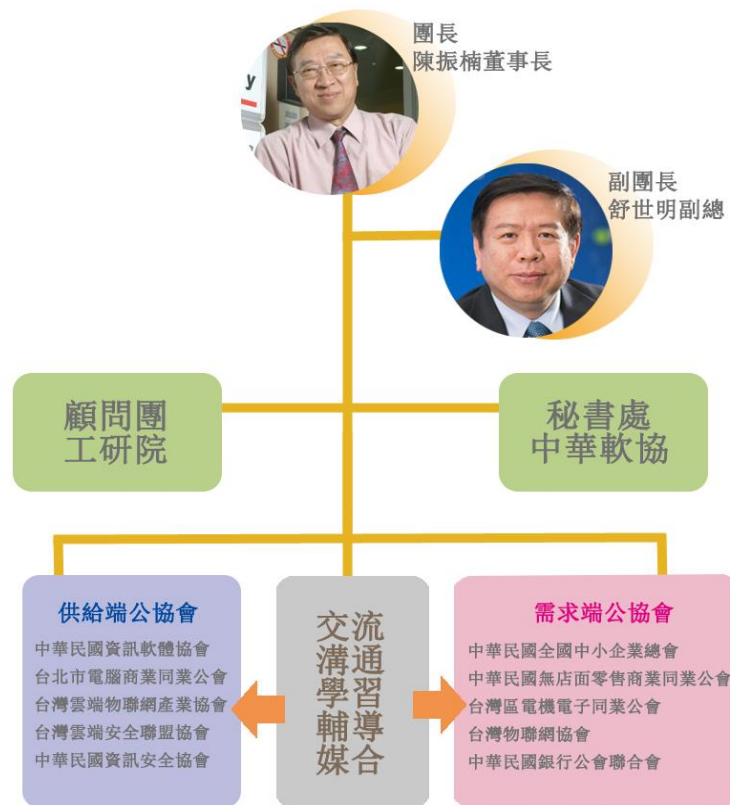 團長
陳振楠董事長
副團長
舒世明副總
顧問團
工研院
秘書處
中華軟協
供給端公協會
中華民國資訊軟體協會
台北市電腦商業同業公會
台灣雲端物聯網產業協會
台灣雲端安全聯盟協會
中華民國資訊安全協會
交流
溝通
學習
輔導
媒合
需求端公協會
中華民國全國中小企業總會
中華民國無店面零售商業同業公會
台灣區電機電子同業公會
台灣物聯網協會
中華民國銀行公會聯合會